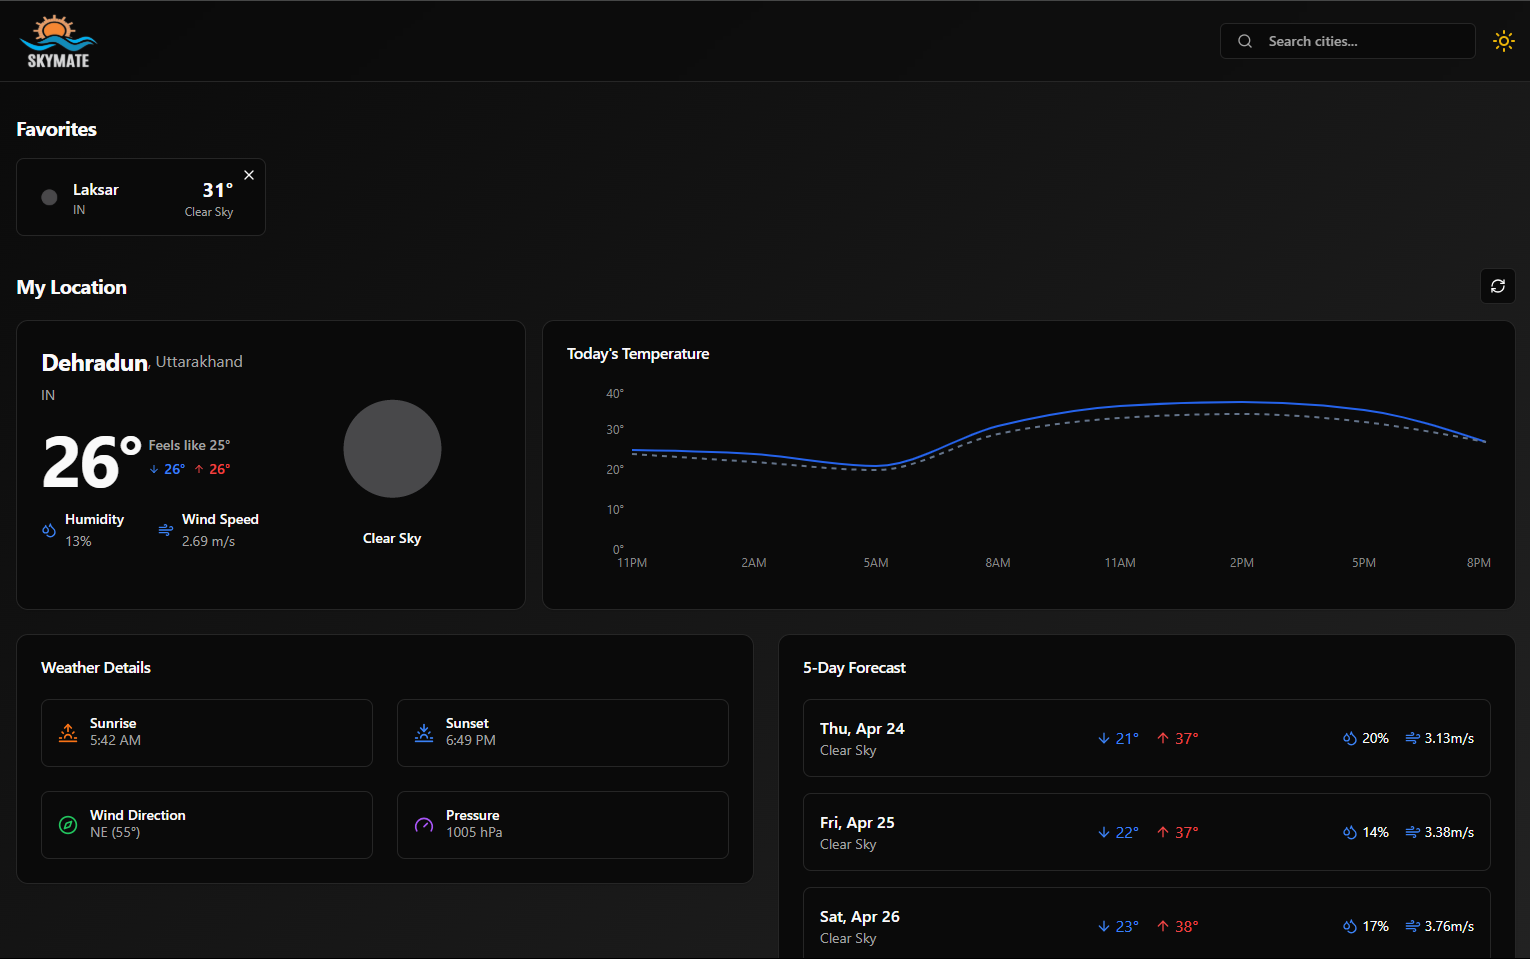 SKYMATE
Search cities...
Favorites
Laksar
IN
31°
Clear Sky
My Location
Dehradun, Uttarakhand
IN
26°
Feels like 25°
26° 26°
Humidity
13%
Wind Speed
2.69 m/s
Clear Sky
Today's Temperature
40°
30°
20°
10°
0°
11PM 2AM 5AM 8AM 11AM 2PM 5PM 8PM
Weather Details
Sunrise
5:42 AM
Sunset
6:49 PM
Wind Direction
NE (55°)
Pressure
1005 hPa
5-Day Forecast
Thu, Apr 24
Clear Sky
21° 37° 20% 3.13m/s
Fri, Apr 25
Clear Sky
22° 37° 14% 3.38m/s
Sat, Apr 26
Clear Sky
23° 38° 17% 3.76m/s